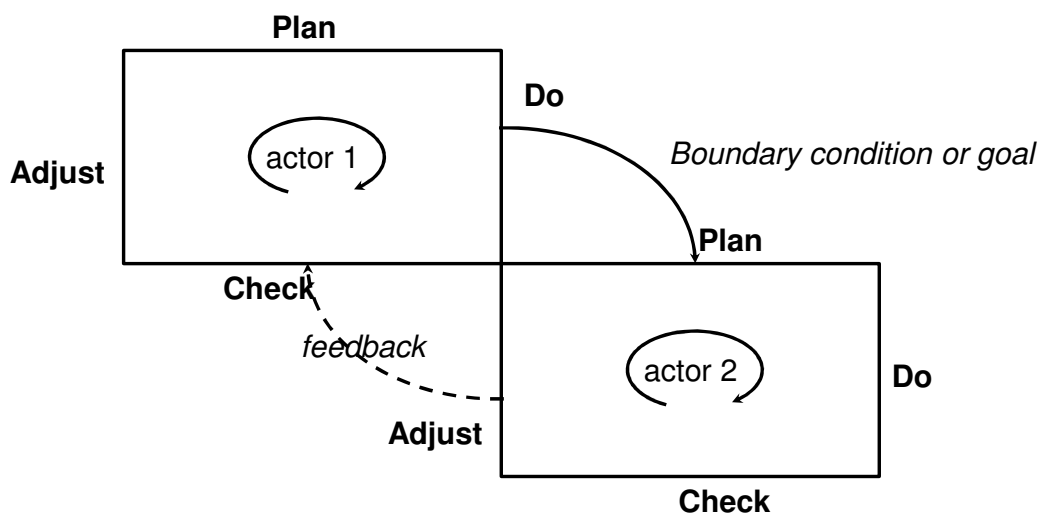 Plan
Do
actor 1
Boundary condition or goal
Adjust
Plan
Check
feedback
actor 2
Do
Adjust
Check